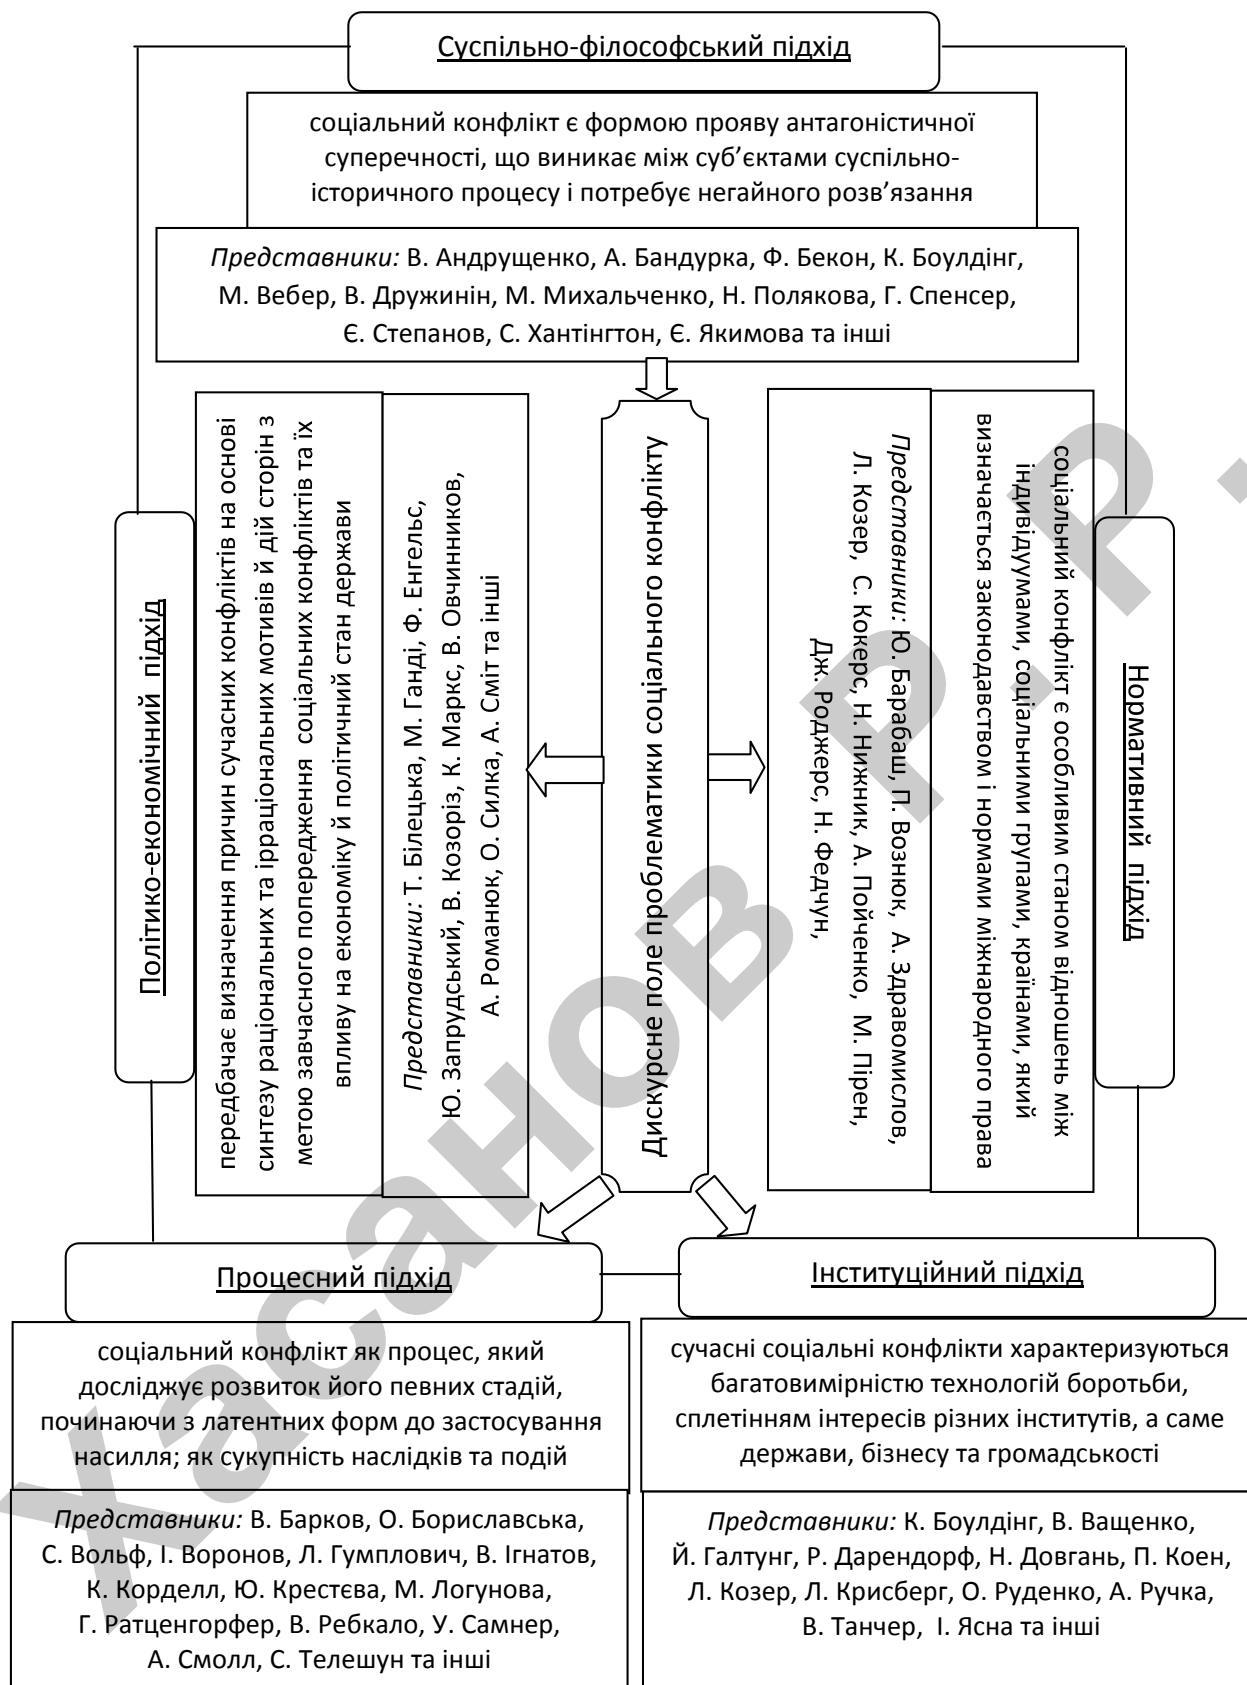 Суспільно-філософський підхід
соціальний конфлікт є формою прояву антагоністичної
суперечності, що виникає між суб’єктами суспільно-
історичного процесу і потребує негайного розв’язання
Представники: В. Андрущенко, А. Бандурка, Ф. Бекон, К. Боулдінг,
М. Вебер, В. Дружинін, М. Михальченко, Н. Полякова, Г. Спенсер,
Є. Степанов, С. Хантінгтон, Є. Якимова та інші
Політико-економічний підхід
передбачає визначення причин сучасних конфліктів на основі
синтезу раціональних та ірраціональних мотивів й дій сторін з
метою завчасного попередження соціальних конфліктів та їх
впливу на економіку й політичний стан держави
Представники: Т. Білецька, М. Ганді, Ф. Енгельс,
Ю. Запрудський, В. Козоріз, К. Маркс, В. Овчинников,
А. Романюк, О. Силка, А. Сміт та інші
Дискурсне поле проблематики соціального конфлікту
Нормативний підхід
соціальний конфлікт є особливим станом відношень між
індивідуумами, соціальними групами, країнами, який
визначається законодавством і нормами міжнародного права
Представники: Ю. Барабаш, П. Вознюк, А. Здравомислов,
Л. Козер, С. Кокерс, Н. Нижник, А. Пойченко, М. Пірен,
Дж. Роджерс, Н. Федчун,
Процесний підхід
соціальний конфлікт як процес, який
досліджує розвиток його певних стадій,
починаючи з латентних форм до застосування
насилля; як сукупність наслідків та подій
Представники: В. Барков, О. Бориславська,
С. Вольф, І. Воронов, Л. Гумплович, В. Ігнатов,
К. Корделл, Ю. Крестєва, М. Логунова,
Г. Ратценгорфер, В. Ребкало, У. Самнер,
А. Смолл, С. Телешун та інші
Інституційний підхід
сучасні соціальні конфлікти характеризуються
багатовимірністю технологій боротьби,
сплетінням інтересів різних інститутів, а саме
держави, бізнесу та громадськості
Представники: К. Боулдінг, В. Ващенко,
Й. Галтунг, Р. Дарендорф, Н. Довгань, П. Коен,
Л. Козер, Л. Крисберг, О. Руденко, А. Ручка,
В. Танчер, І. Ясна та інші
Хасанов Р. Р.